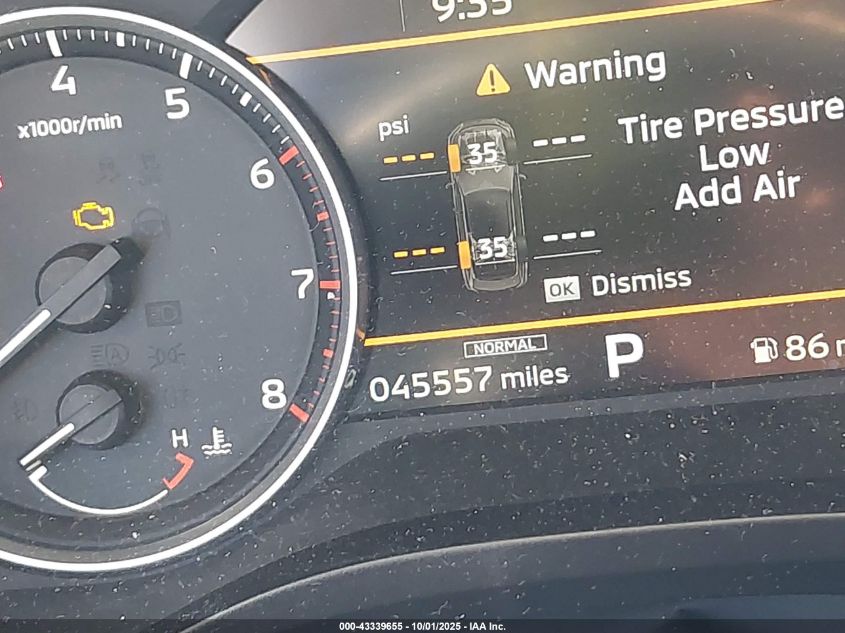 9:35
4
5
x1000r/min
6
7
8
H
Warning
psi
---
35
---
Tire Pressure
Low
Add Air
---
35
---
OK Dismiss
NORMAL
045557 miles
P
86
000-43339655 - 10/01/2025 - IAA Inc.